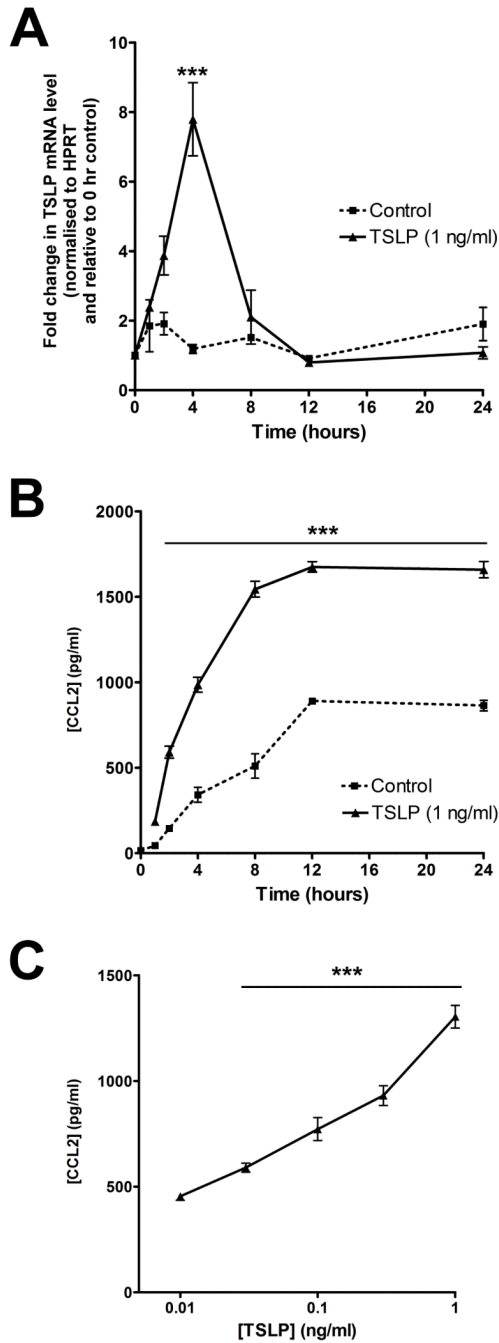 A
Fold change in TSLP mRNA level
(normalised to HPRT
and relative to 0 hr control)
10
8
6
4
2
0
***
Control
TSLP (1 ng/ml)
0 4 8 12 16 20 24
Time (hours)
B
[CCL2] (pg/ml)
2000
1500
1000
500
0
***
Control
TSLP (1 ng/ml)
0 4 8 12 16 20 24
Time (hours)
C
[CCL2] (pg/ml)
1500
1000
500
0
***
0.01 0.1 1
[TSLP] (ng/ml)